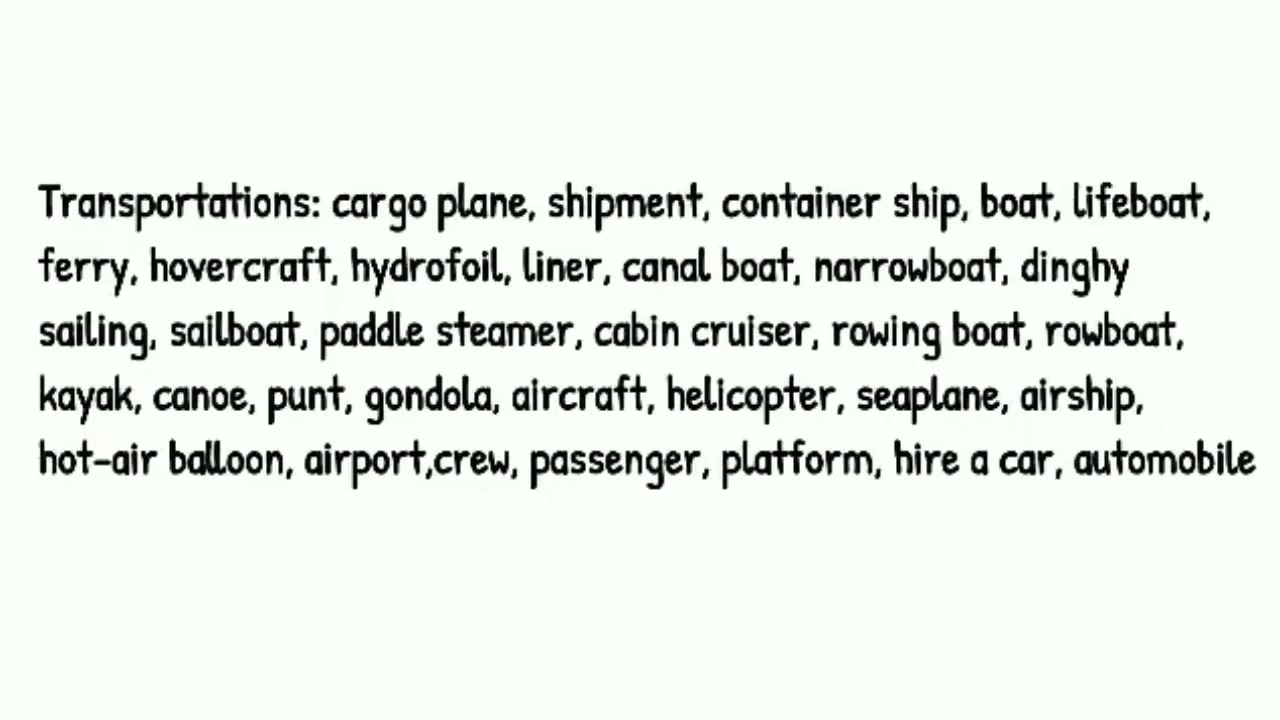 Transportations: cargo plane, shipment, container ship, boat, lifeboat,
ferry, hovercraft, hydrofoil, liner, canal boat, narrowboat, dinghy
sailing, sailboat, paddle steamer, cabin cruiser, rowing boat, rowboat,
kayak, canoe, punt, gondola, aircraft, helicopter, seaplane, airship,
hot-air balloon, airport,crew, passenger, platform, hire a car, automobile